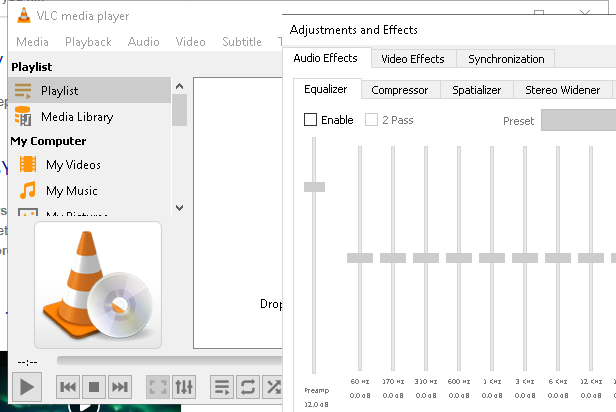 VLC media player
Media Playback Audio Video Subtitle
Playlist
Playlist
Media Library
My Computer
My Videos
My Music
My Pictures
Drop
--:--
Adjustments and Effects
Audio Effects Video Effects Synchronization
Equalizer Compressor Spatializer Stereo Widener
Enable 2 Pass Preset
60 Hz 170 Hz 310 Hz 600 Hz 1 KHz 3 KHz 6 KHz 12 KHz
Preamp 0.0 dB 0.0 dB 0.0 dB 0.0 dB 0.0 dB 0.0 dB 0.0 dB 0.0 dB
12.0 dB